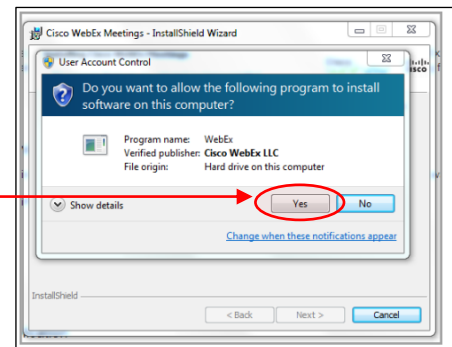 Cisco WebEx Meetings - InstallShield Wizard
User Account Control
Do you want to allow the following program to install
software on this computer?
Program name: WebEx
Verified publisher: Cisco WebEx LLC
File origin: Hard drive on this computer
Show details
Yes
No
Change when these notifications appear
InstallShield
< Back
Next >
Cancel